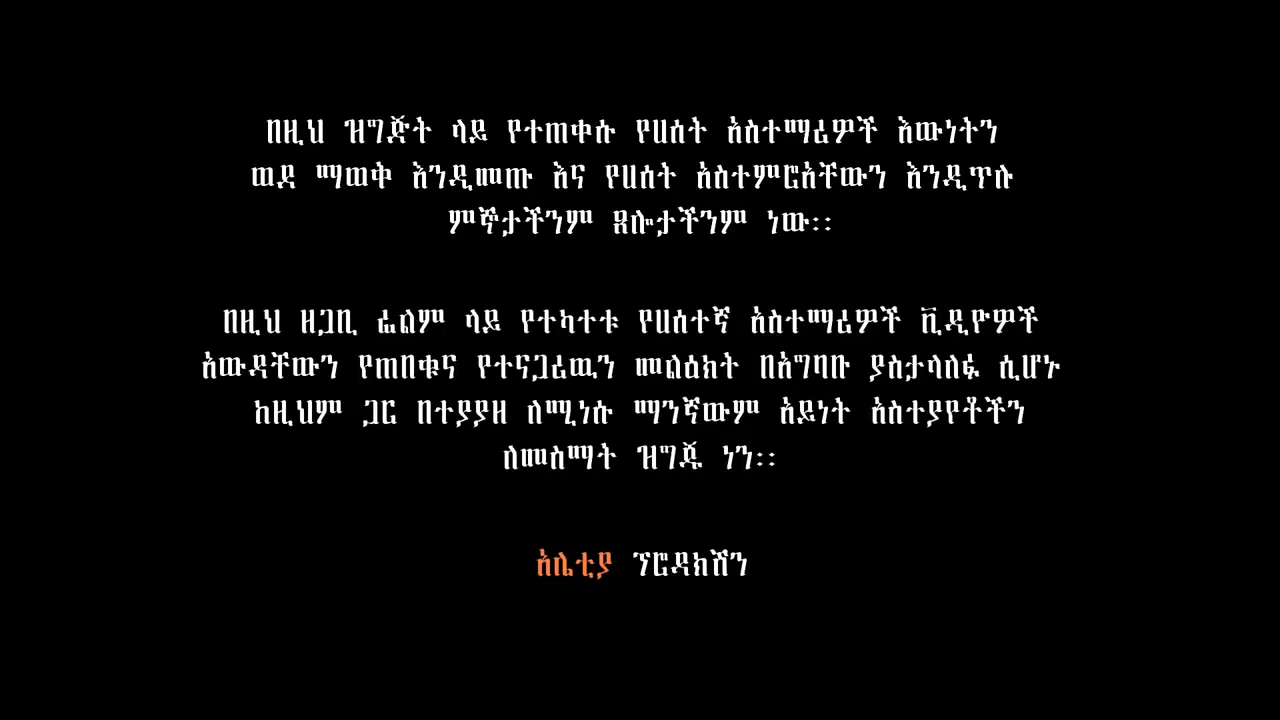 በዚህ ዝግጅት ላይ የተጠቀሱ የሀሰት አስተማሪዎች እውነትን
ወደ ማወቅ እንዲመጡ እና የሀሰት አስተምሮአቸውን እንዲጥሉ
ምኞታችንም ጸሎታችንም ነው።
በዚህ ዘጋቢ ፊልም ላይ የተካተቱ የሀሰተኛ አስተማሪዎች ቪዲዮዎች
አውዳቸውን የጠበቁና የተናጋሪዉን መልዕክት በአግባቡ ያስታላለፉ ሲሆኑ
ከዚህም ጋር በተያያዘ ለሚነሱ ማንኛውም አይነት አስተያየቶችን
ለመስማት ዝግጁ ነን።
አሌቲያ ፕሮዳክሽን